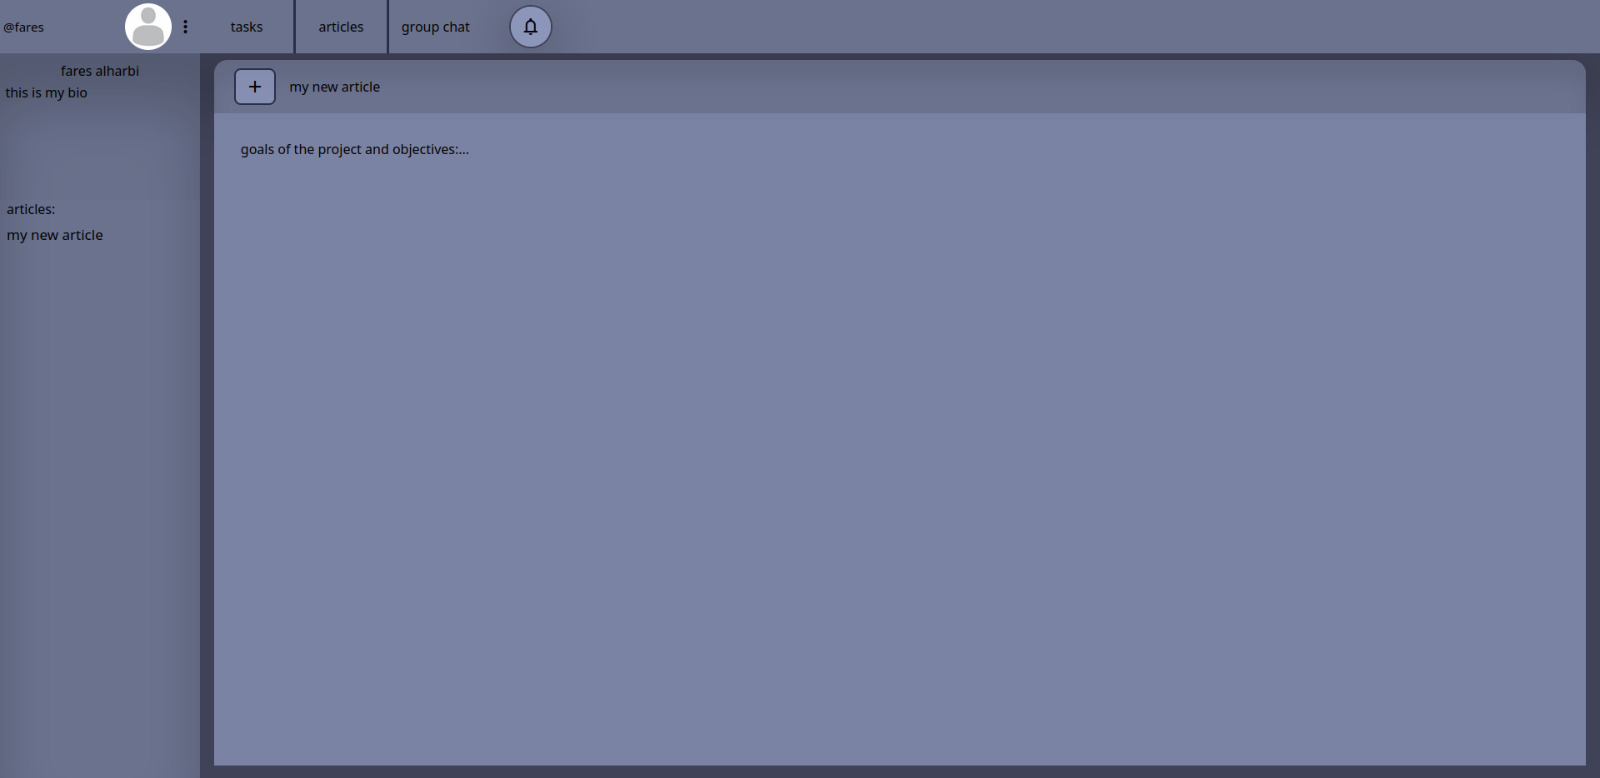 @fares
tasks
articles
group chat
fares alharbi
this is my bio
articles:
my new article
+ my new article
goals of the project and objectives:...